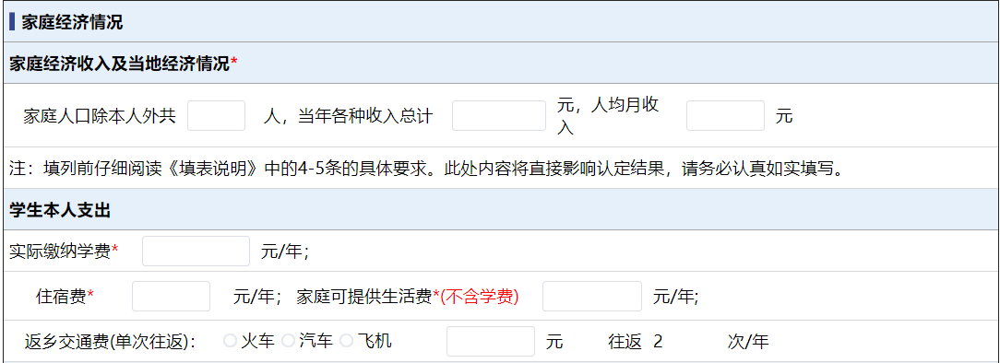 家庭经济情况
家庭经济收入及当地经济情况*
家庭人口除本人外共 人，当年各种收入总计 元，人均月收入 元
注：填列前仔细阅读《填表说明》中的4-5条的具体要求。此处内容将直接影响认定结果，请务必认真如实填写。
学生本人支出
实际缴纳学费* 元/年；
住宿费* 元/年； 家庭可提供生活费*(不含学费) 元/年;
返乡交通费(单次往返)： 火车 汽车 飞机 元 往返 2 次/年